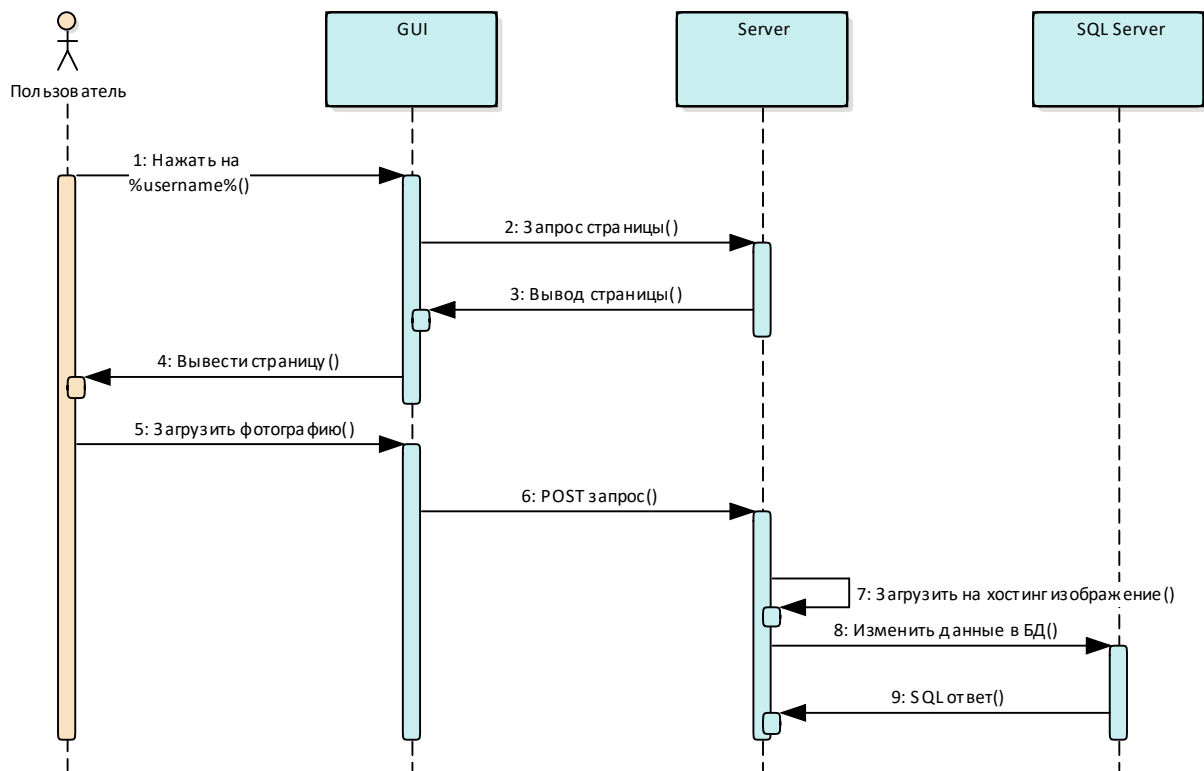 GUI
Server
SQL Server
Пользователь
1: Нажать на
%username%()
2: Запрос страницы()
3: Вывод страницы()
4: Вывести страницу()
5: Загрузить фотографию()
6: POST запрос()
7: Загрузить на хостинг изображение()
8: Изменить данные в БД()
9: SQL ответ()